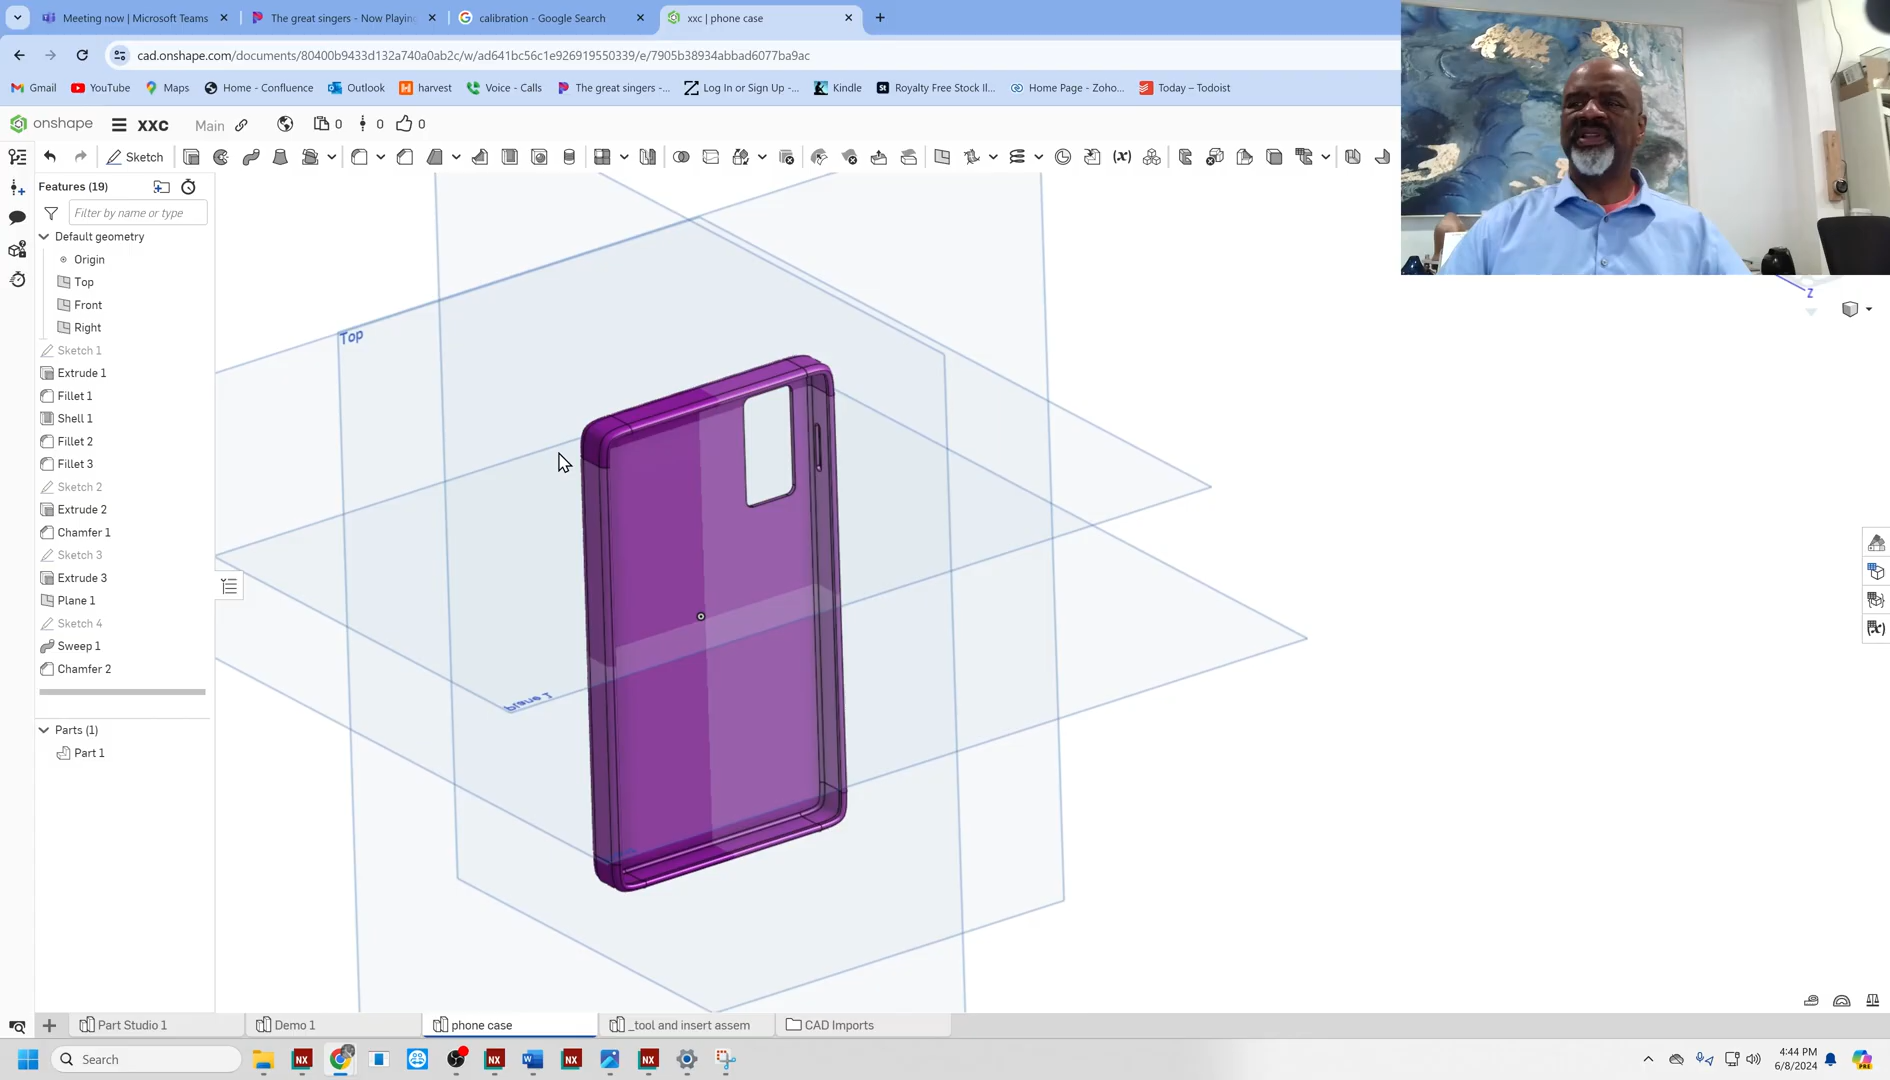 Meeting now | Microsoft Teams
The great singers - Now Playin
calibration - Google Search
xxc | phone case
cad.onshape.com/documents/80400b9433d132a740a0ab2c/w/ad641bc56c1e926919550339/e/7905b38934abbad6077ba9ac
Gmail
YouTube
Maps
Home - Confluence
Outlook
harvest
Voice - Calls
The great singers -...
Log In or Sign Up -...
Kindle
Royalty Free Stock Il...
Home Page - Zoho...
Today – Todoist
onshape
xxc
Main
0
0
0
Sketch
(x)
Features (19)
Filter by name or type
Default geometry
Origin
Top
Front
Right
Sketch 1
Extrude 1
Fillet 1
Shell 1
Fillet 2
Fillet 3
Sketch 2
Extrude 2
Chamfer 1
Sketch 3
Extrude 3
Plane 1
Sketch 4
Sweep 1
Chamfer 2
Parts (1)
Part 1
Top
Plane 1
Z
(x)
Part Studio 1
Demo 1
phone case
_tool and insert assem
CAD Imports
Search
NX
NX
NX
NX
4:44 PM
6/8/2024